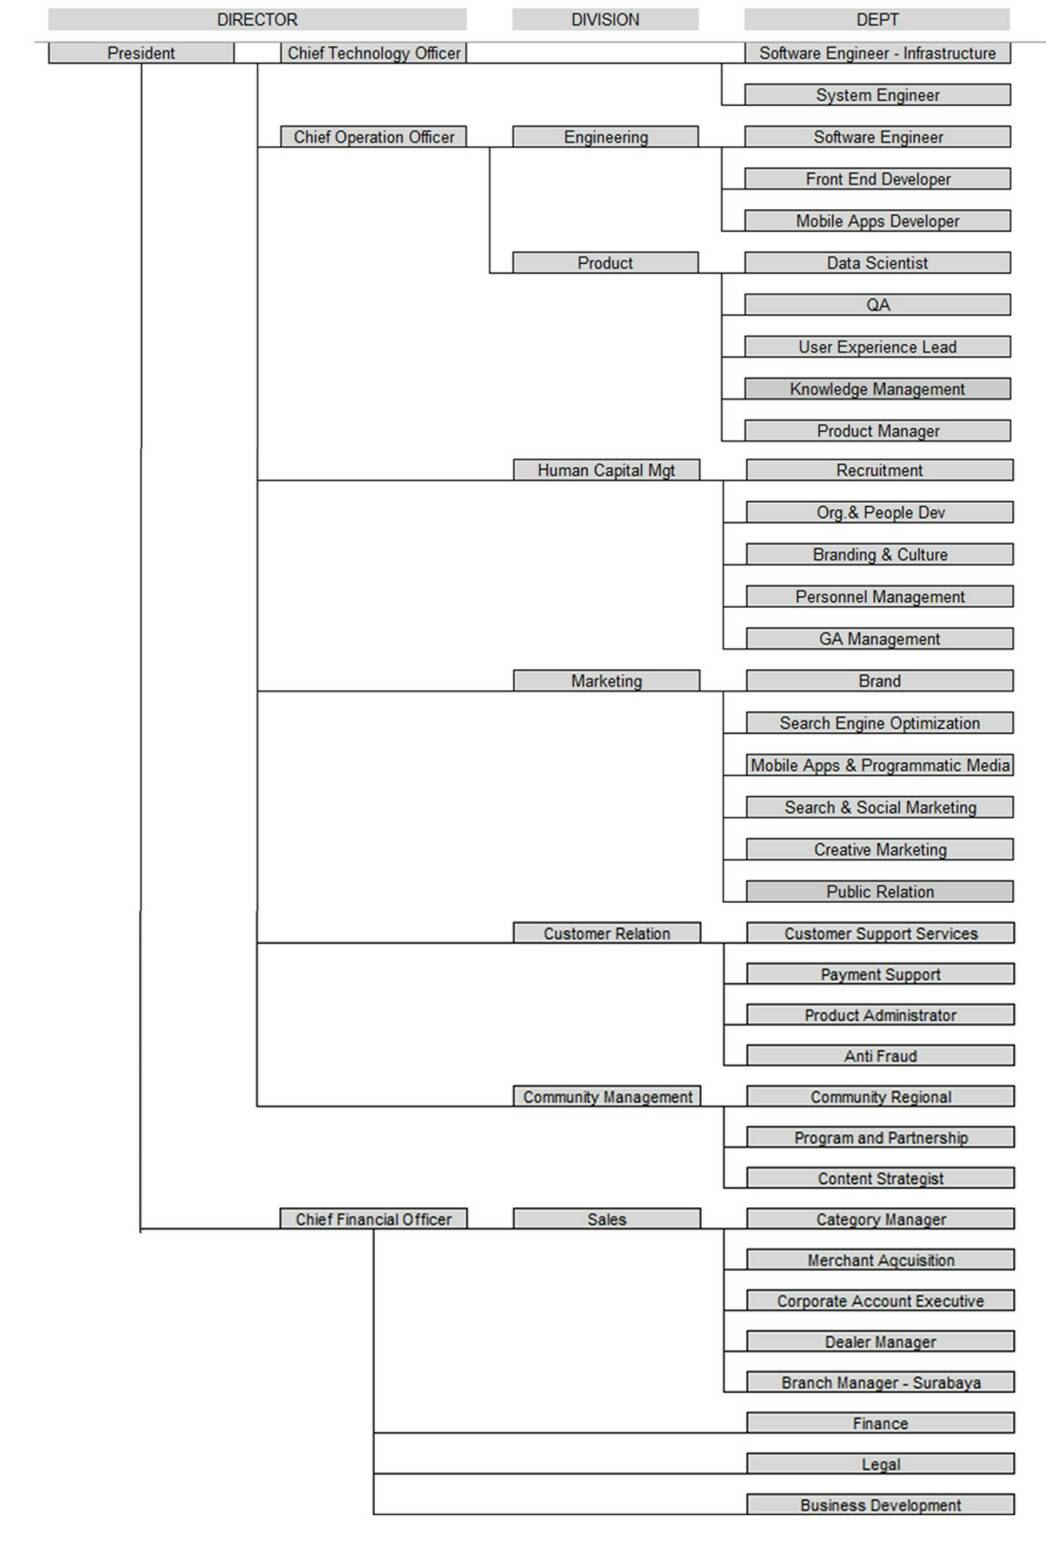 DIRECTOR DIVISION DEPT
President Chief Technology Officer Software Engineer - Infrastructure
System Engineer
Chief Operation Officer Engineering Software Engineer
Front End Developer
Mobile Apps Developer
Product Data Scientist
QA
User Experience Lead
Knowledge Management
Product Manager
Human Capital Mgt Recruitment
Org.& People Dev
Branding & Culture
Personnel Management
GA Management
Marketing Brand
Search Engine Optimization
Mobile Apps & Programmatic Media
Search & Social Marketing
Creative Marketing
Public Relation
Customer Relation Customer Support Services
Payment Support
Product Administrator
Anti Fraud
Community Management Community Regional
Program and Partnership
Content Strategist
Chief Financial Officer Sales Category Manager
Merchant Aqcuisition
Corporate Account Executive
Dealer Manager
Branch Manager - Surabaya
Finance
Legal
Business Development